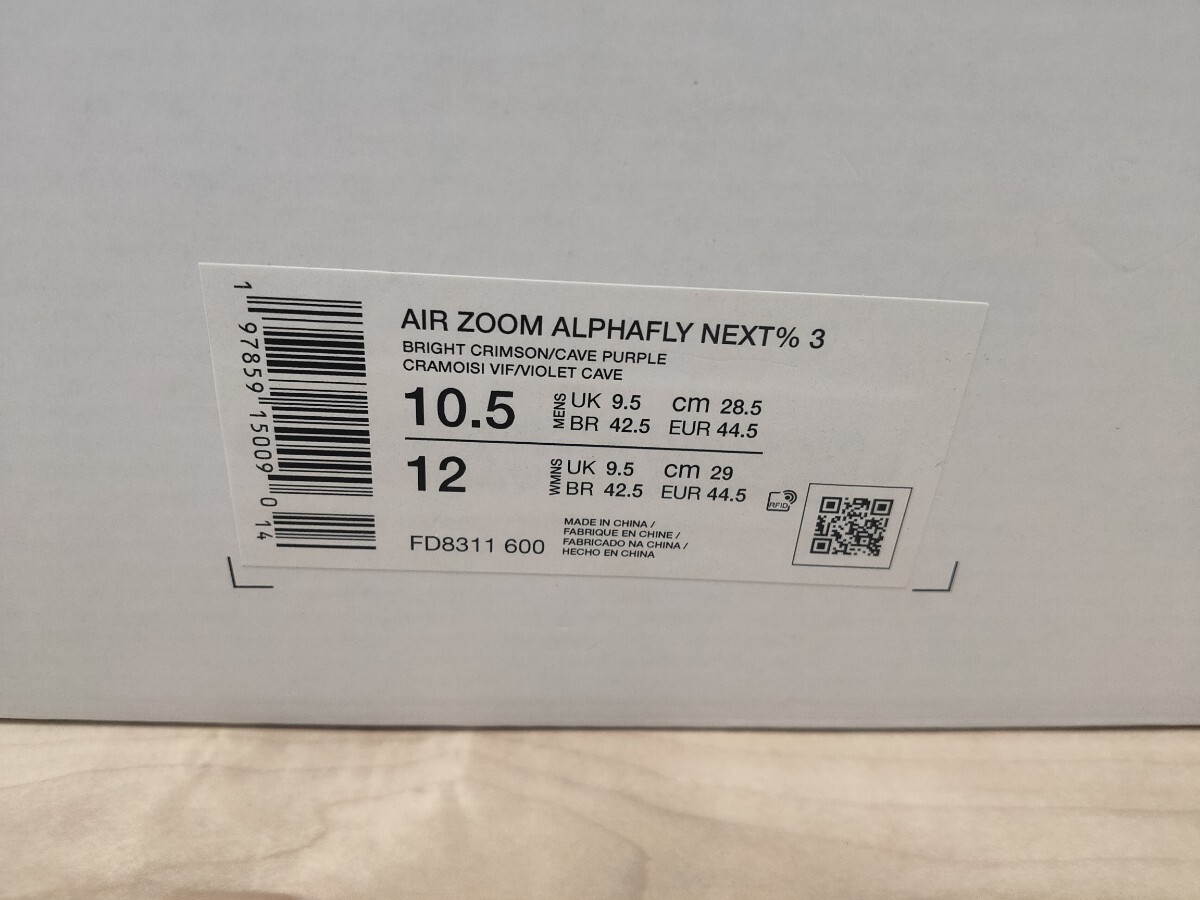 AIR ZOOM ALPHAFLY NEXT% 3
BRIGHT CRIMSON/CAVE PURPLE
CRAMOISI VIF/VIOLET CAVE
10.5 MENS UK 9.5 cm 28.5
BR 42.5 EUR 44.5
12 WMNS UK 9.5 cm 29
BR 42.5 EUR 44.5
RFID
FD8311 600
MADE IN CHINA /
FABRIQUE EN CHINE /
FABRICADO NA CHINA /
HECHO EN CHINA
1 97859 15009 0 14